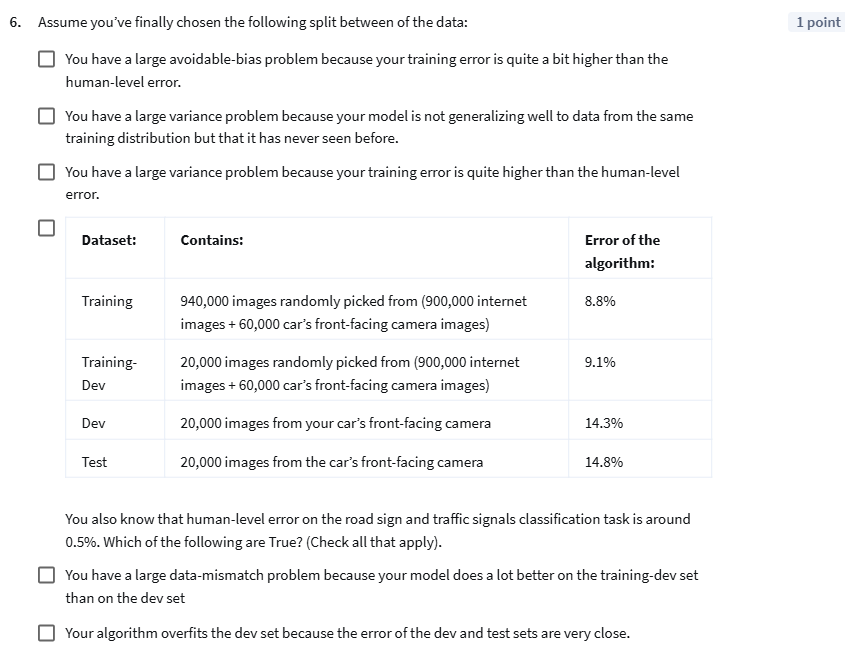 6. Assume you've finally chosen the following split between of the data:
1 point
You have a large avoidable-bias problem because your training error is quite a bit higher than the
human-level error.
You have a large variance problem because your model is not generalizing well to data from the same
training distribution but that it has never seen before.
You have a large variance problem because your training error is quite higher than the human-level
error.
Dataset: Contains: Error of the
algorithm:
Training 940,000 images randomly picked from (900,000 internet 8.8%
images + 60,000 car's front-facing camera images)
Training- 20,000 images randomly picked from (900,000 internet 9.1%
Dev images + 60,000 car's front-facing camera images)
Dev 20,000 images from your car's front-facing camera 14.3%
Test 20,000 images from the car's front-facing camera 14.8%
You also know that human-level error on the road sign and traffic signals classification task is around
0.5%. Which of the following are True? (Check all that apply).
You have a large data-mismatch problem because your model does a lot better on the training-dev set
than on the dev set
Your algorithm overfits the dev set because the error of the dev and test sets are very close.